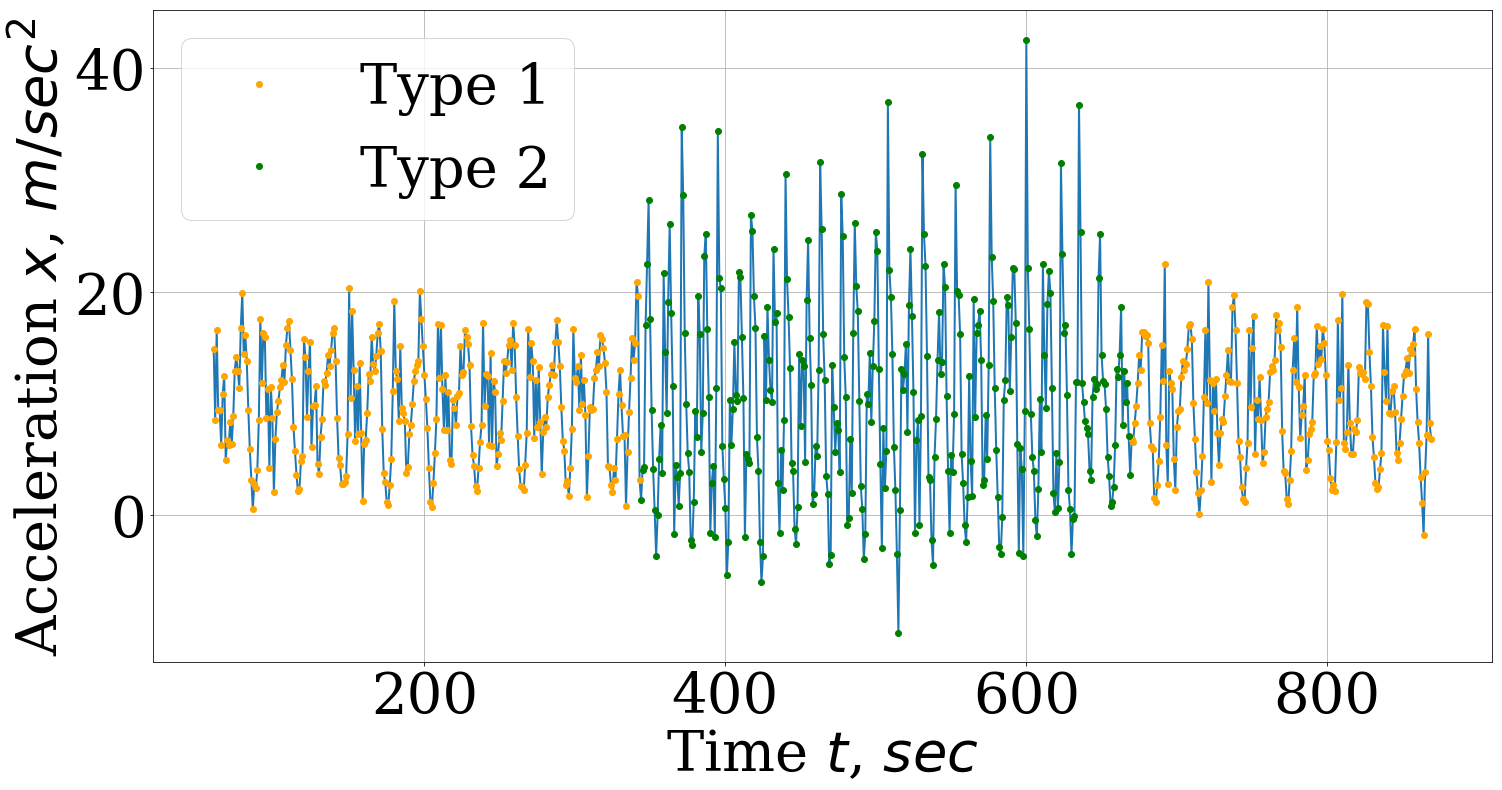 Acceleration x, m/sec²
40
20
0
Type 1
Type 2
200 400 600 800
Time t, sec